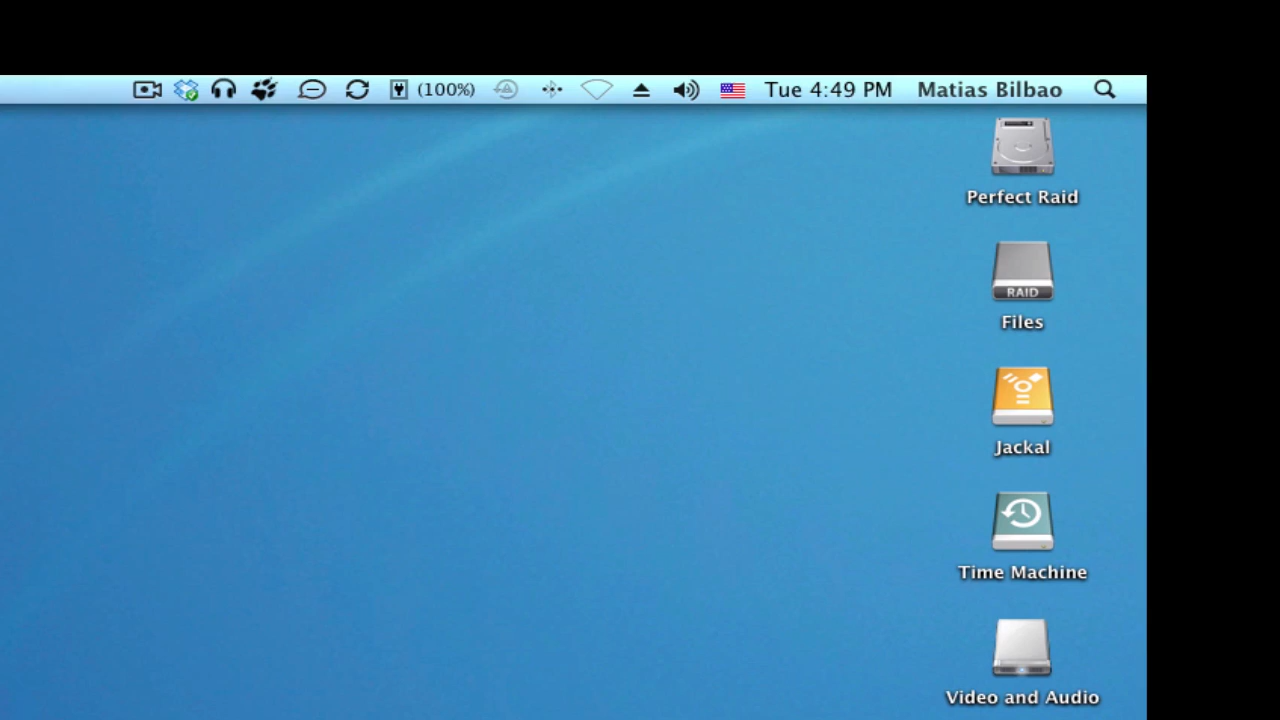 (100%) Tue 4:49 PM Matias Bilbao
Perfect Raid
RAID
Files
Jackal
Time Machine
Video and Audio